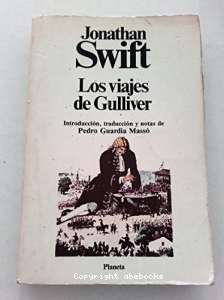 Jonathan
Swift
Los viajes
de Gulliver
Introducción, traducción y notas de
Pedro Guardia Massó
Planeta
Copyright abebooks